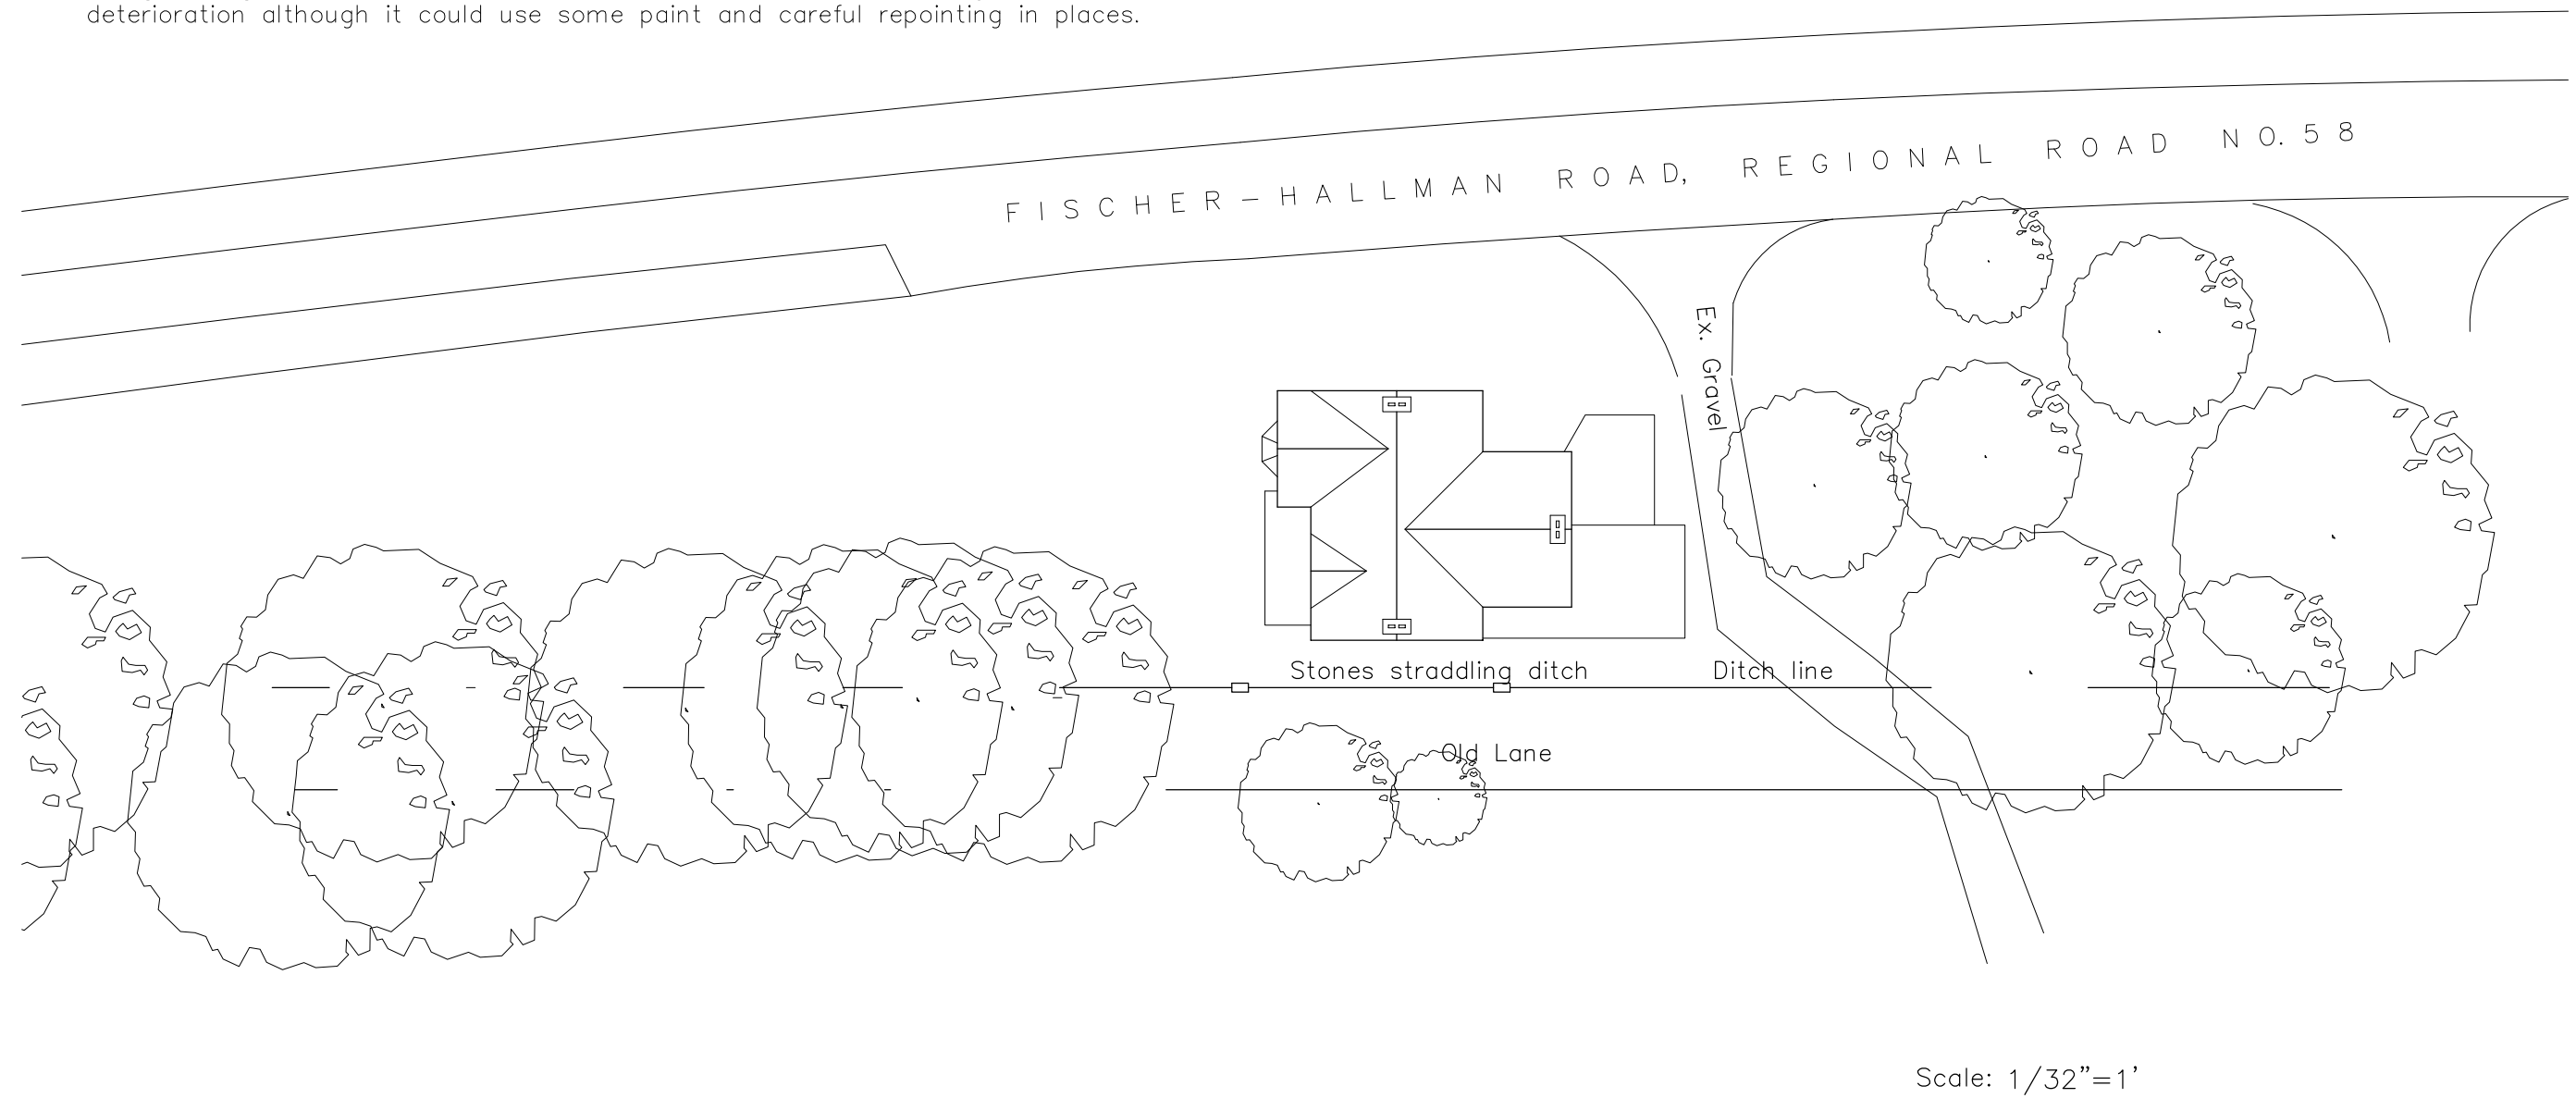 deterioration although it could use some paint and careful repointing in places.
FISCHER-HALLMAN ROAD, REGIONAL ROAD NO. 58
Ex. Gravel
Stones straddling ditch
Ditch line
Old Lane
Scale: 1/32"=1'